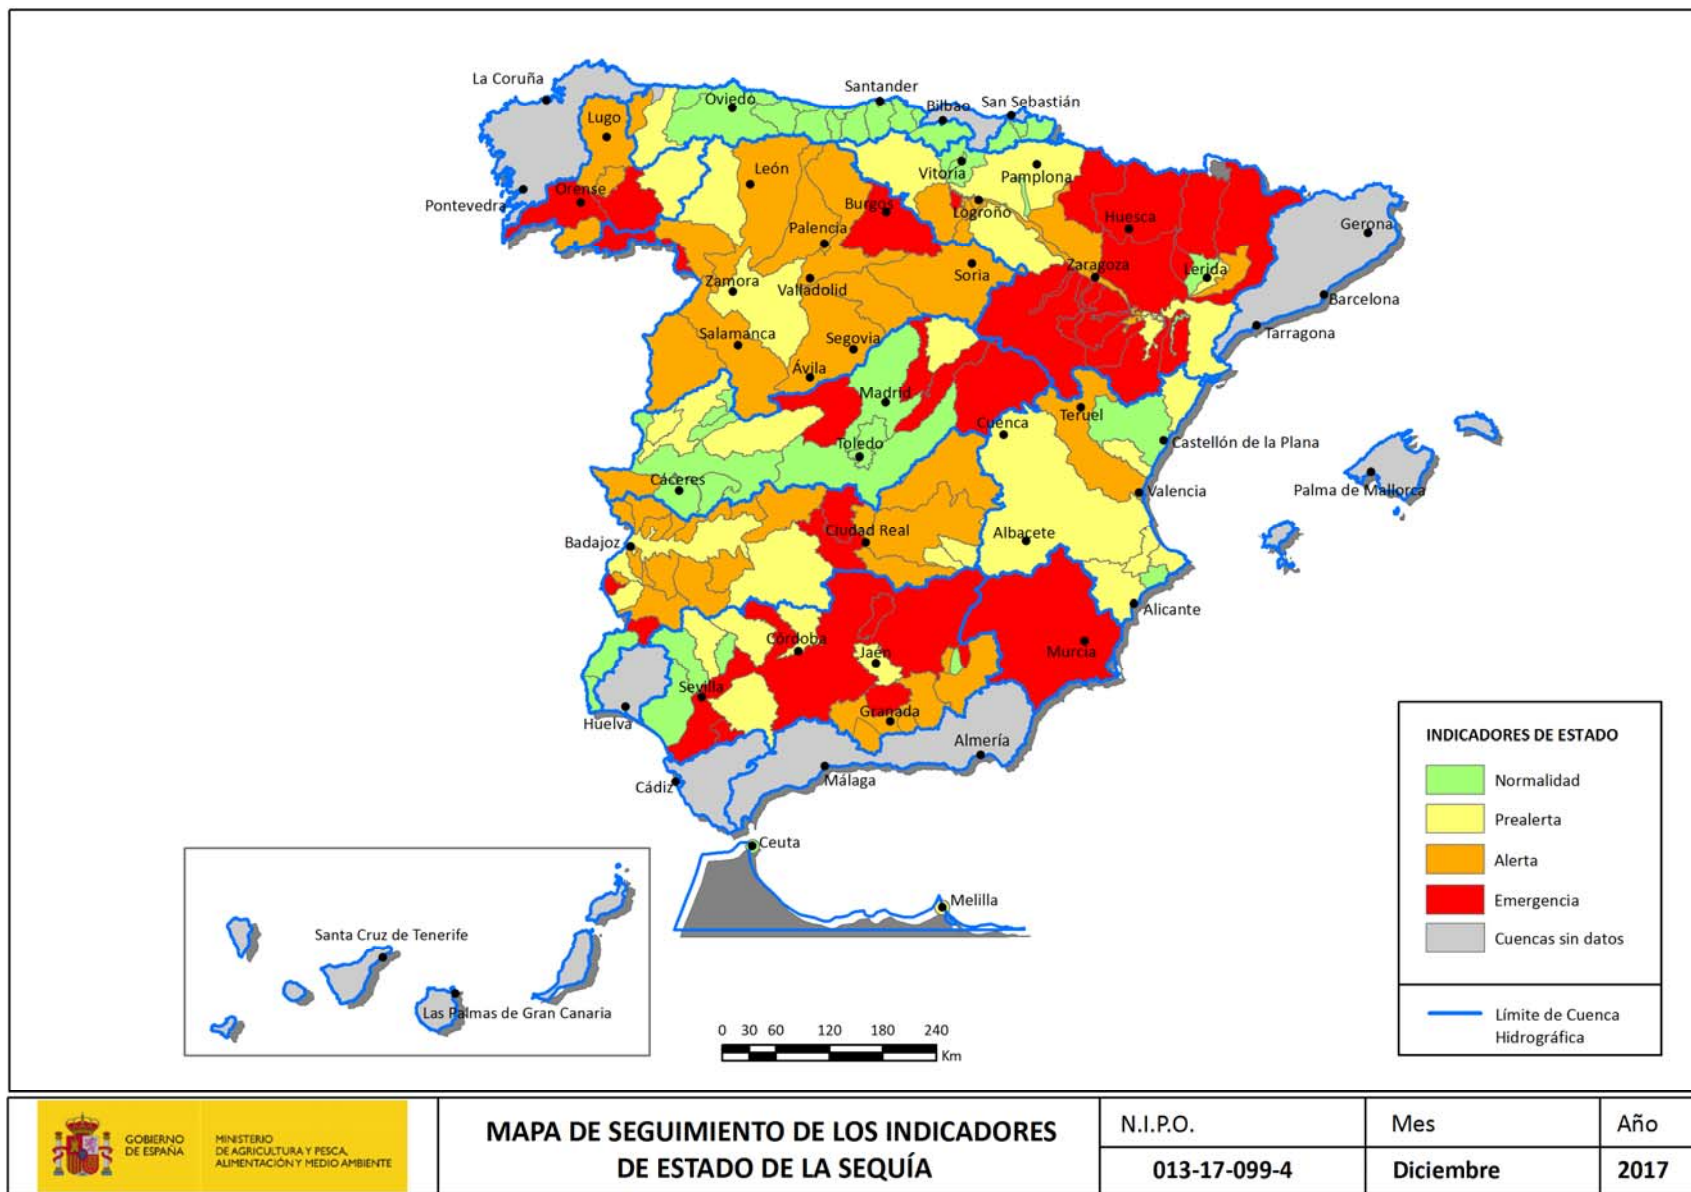 La Coruña
Oviedo
Santander
Bilbao
San Sebastián
Lugo
León
Vitoria
Pamplona
Pontevedra
Orense
Burgos
Logroño
Huesca
Gerona
Palencia
Zamora
Valladolid
Soria
Zaragoza
Lerida
Barcelona
Tarragona
Salamanca
Segovia
Ávila
Madrid
Teruel
Cuenca
Castellón de la Plana
Toledo
Cáceres
Valencia
Palma de Mallorca
Badajoz
Ciudad Real
Albacete
Alicante
Córdoba
Jaén
Murcia
Sevilla
Huelva
Granada
Almería
Cádiz
Málaga
Ceuta
Melilla
Santa Cruz de Tenerife
Las Palmas de Gran Canaria
0 30 60 120 180 240
Km
INDICADORES DE ESTADO
Normalidad
Prealerta
Alerta
Emergencia
Cuencas sin datos
Límite de Cuenca
Hidrográfica
GOBIERNO
DE ESPAÑA
MINISTERIO
DE AGRICULTURA Y PESCA,
ALIMENTACIÓN Y MEDIO AMBIENTE
MAPA DE SEGUIMIENTO DE LOS INDICADORES
DE ESTADO DE LA SEQUÍA
N.I.P.O.
013-17-099-4
Mes
Diciembre
Año
2017